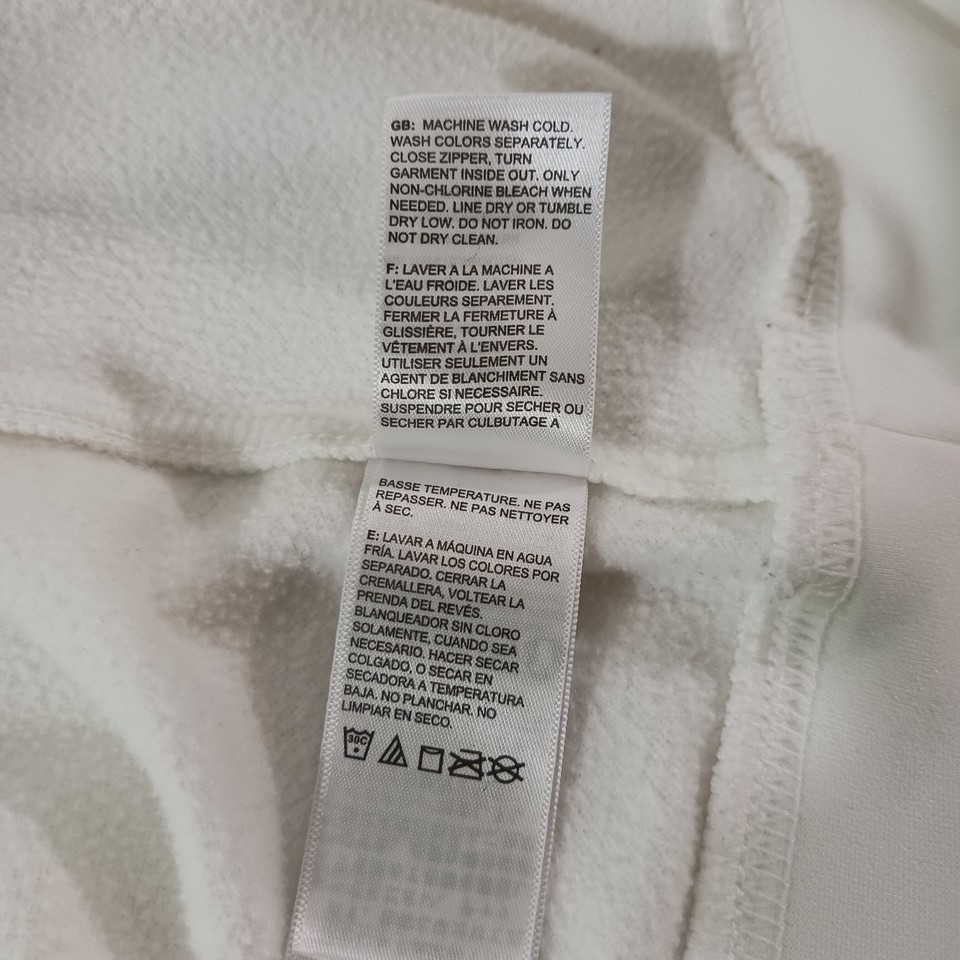 GB: MACHINE WASH COLD.
WASH COLORS SEPARATELY.
CLOSE ZIPPER, TURN
GARMENT INSIDE OUT. ONLY
NON-CHLORINE BLEACH WHEN
NEEDED. LINE DRY OR TUMBLE
DRY LOW. DO NOT IRON. DO
NOT DRY CLEAN.
F: LAVER A LA MACHINE A
L'EAU FROIDE. LAVER LES
COULEURS SEPAREMENT.
FERMER LA FERMETURE À
GLISSIÈRE, TOURNER LE
VÊTEMENT À L'ENVERS.
UTILISER SEULEMENT UN
AGENT DE BLANCHIMENT SANS
CHLORE SI NECESSAIRE.
SUSPENDRE POUR SECHER OU
SECHER PAR CULBUTAGE A
BASSE TEMPERATURE. NE PAS
REPASSER. NE PAS NETTOYER
À SEC.
E: LAVAR A MÁQUINA EN AGUA
FRÍA. LAVAR LOS COLORES POR
SEPARADO. CERRAR LA
CREMALLERA, VOLTEAR LA
PRENDA DEL REVÉS.
BLANQUEADOR SIN CLORO
SOLAMENTE, CUANDO SEA
NECESARIO. HACER SECAR
COLGADO, O SECAR EN
SECADORA A TEMPERATURA
BAJA. NO PLANCHAR. NO
LIMPIAR EN SECO.
30C